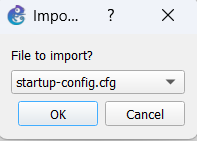 Impo... ?
File to import?
startup-config.cfg
OK Cancel